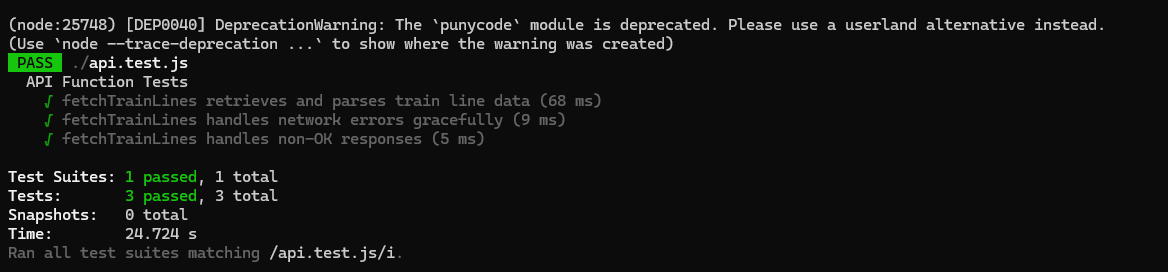 (node:25748) [DEP0040] DeprecationWarning: The `punycode` module is deprecated. Please use a userland alternative instead.
(Use `node --trace-deprecation ...` to show where the warning was created)
PASS ./api.test.js
API Function Tests
√ fetchTrainLines retrieves and parses train line data (68 ms)
√ fetchTrainLines handles network errors gracefully (9 ms)
√ fetchTrainLines handles non-OK responses (5 ms)
Test Suites: 1 passed, 1 total
Tests: 3 passed, 3 total
Snapshots: 0 total
Time: 24.724 s
Ran all test suites matching /api.test.js/i.